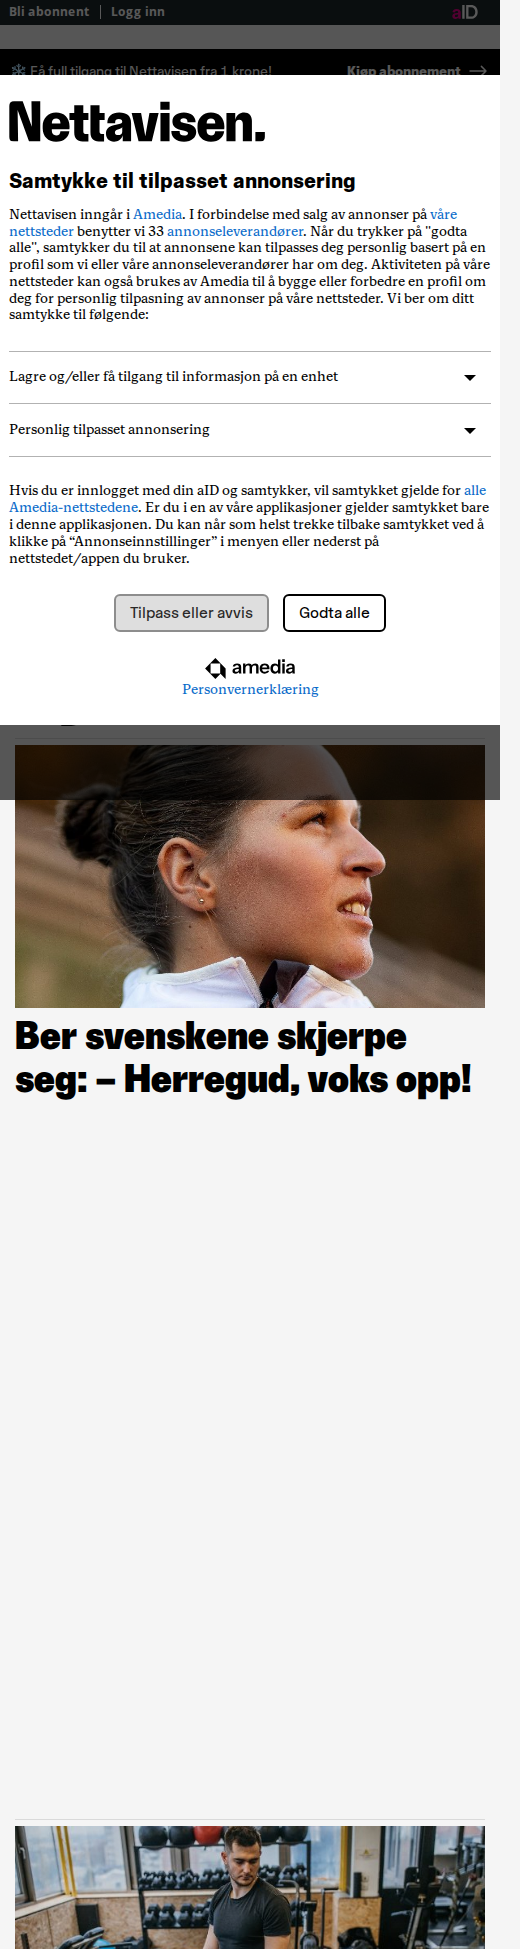 Bli abonnent
Logg inn
aID
Få full tilgang til Nettavisen fra 1 krone!
Kjøp abonnement
Nettavisen.
Samtykke til tilpasset annonsering
Nettavisen inngår i Amedia. I forbindelse med salg av annonser på våre
nettsteder benytter vi 33 annonseleverandører. Når du trykker på "godta
alle", samtykker du til at annonsene kan tilpasses deg personlig basert på en
profil som vi eller våre annonseleverandører har om deg. Aktiviteten på våre
nettsteder kan også brukes av Amedia til å bygge eller forbedre en profil om
deg for personlig tilpasning av annonser på våre nettsteder. Vi ber om ditt
samtykke til følgende:
Lagre og/eller få tilgang til informasjon på en enhet
Personlig tilpasset annonsering
Hvis du er innlogget med din aID og samtykker, vil samtykket gjelde for alle
Amedia-nettstedene. Er du i en av våre applikasjoner gjelder samtykket bare
i denne applikasjonen. Du kan når som helst trekke tilbake samtykket ved å
klikke på “Annonseinnstillinger” i menyen eller nederst på
nettstedet/appen du bruker.
Tilpass eller avvis
Godta alle
amedia
Personvernerklæring
Ber svenskene skjerpe
seg: – Herregud, voks opp!